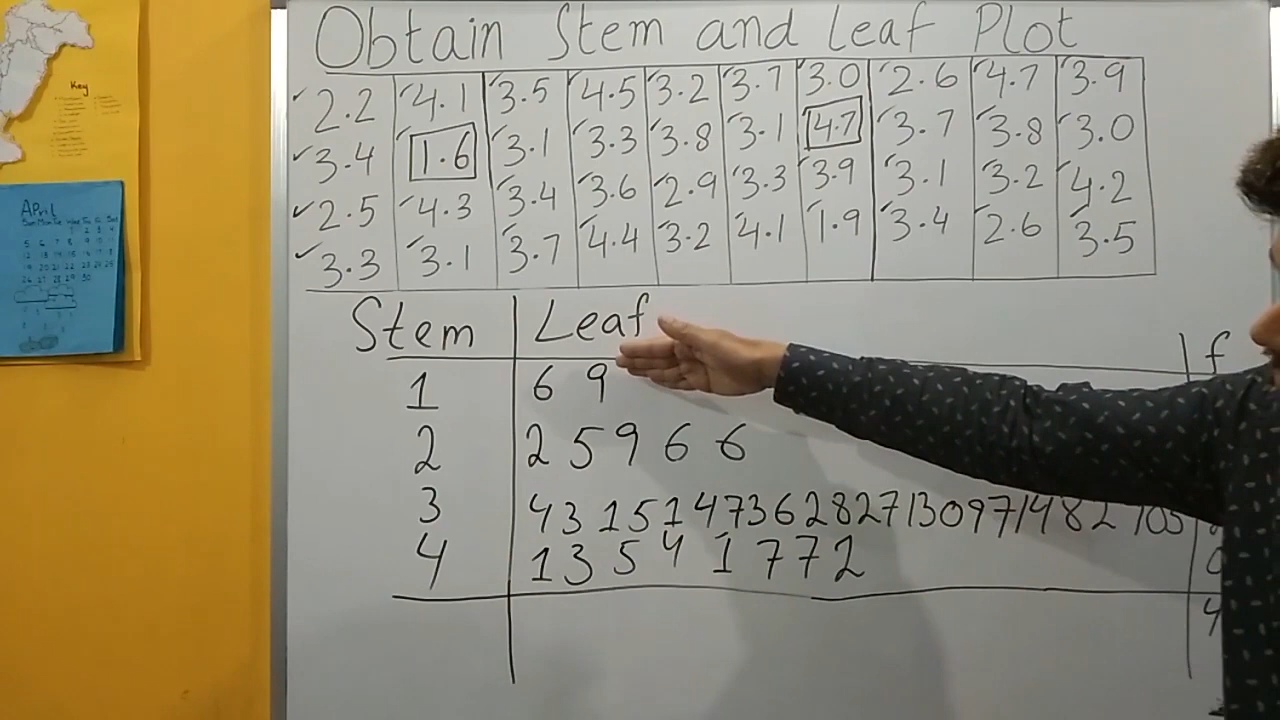 Obtain Stem and Leaf Plot
2.2 4.1 3.5 4.5 3.2 3.7 3.0 2.6 4.7 3.9
3.4 1.6 3.1 3.3 3.8 3.1 4.7 3.7 3.8 3.0
2.5 4.3 3.4 3.6 2.9 3.3 3.9 3.1 3.2 4.2
3.3 3.1 3.7 4.4 3.2 4.1 1.9 3.4 2.6 3.5
Stem Leaf f
1 6 9
2 2 5 9 6 6
3 4 3 1 5 1 4 7 3 6 2 8 2 7 1 3 0 9 7 1 4 8 2
4 1 3 5 4 1 7 7 2
Key
April